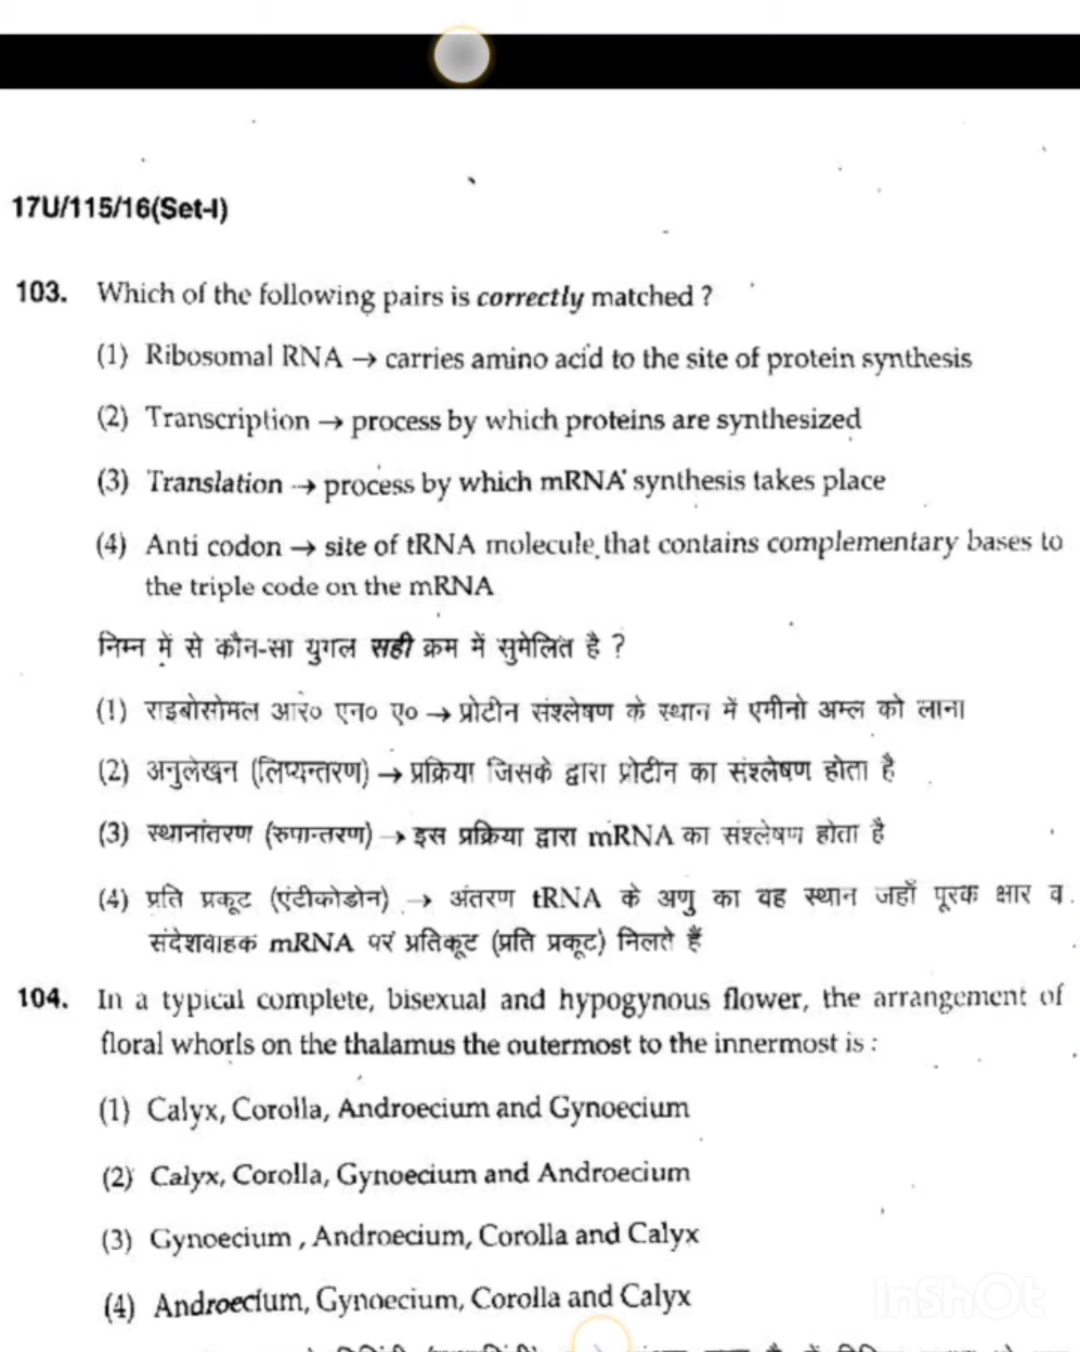 17U/115/16(Set-I)
103. Which of the following pairs is correctly matched ?
(1) Ribosomal RNA → carries amino acid to the site of protein synthesis
(2) Transcription → process by which proteins are synthesized
(3) Translation → process by which mRNA synthesis takes place
(4) Anti codon → site of tRNA molecule that contains complementary bases to
the triple code on the mRNA
निम्न में से कौन-सा युगल सही क्रम में सुमेलित है ?
(1) राइबोसोमल आर० एन० ए० → प्रोटीन संश्लेषण के स्थान में एमीनो अम्ल को लाना
(2) अनुलेखन (लिप्यन्तरण) → प्रक्रिया जिसके द्वारा प्रोटीन का संश्लेषण होता है
(3) स्थानांतरण (रुपान्तरण) → इस प्रक्रिया द्वारा mRNA का संश्लेषण होता है
(4) प्रति प्रकूट (एंटीकोडोन) → अंतरण tRNA के अणु का वह स्थान जहाँ पूरक क्षार व
संदेशवाहक mRNA पर प्रतिकूट (प्रति प्रकूट) मिलते हैं
104. In a typical complete, bisexual and hypogynous flower, the arrangement of
floral whorls on the thalamus the outermost to the innermost is :
(1) Calyx, Corolla, Androecium and Gynoecium
(2) Calyx, Corolla, Gynoecium and Androecium
(3) Gynoecium , Androecium, Corolla and Calyx
(4) Androecium, Gynoecium, Corolla and Calyx
InShOt